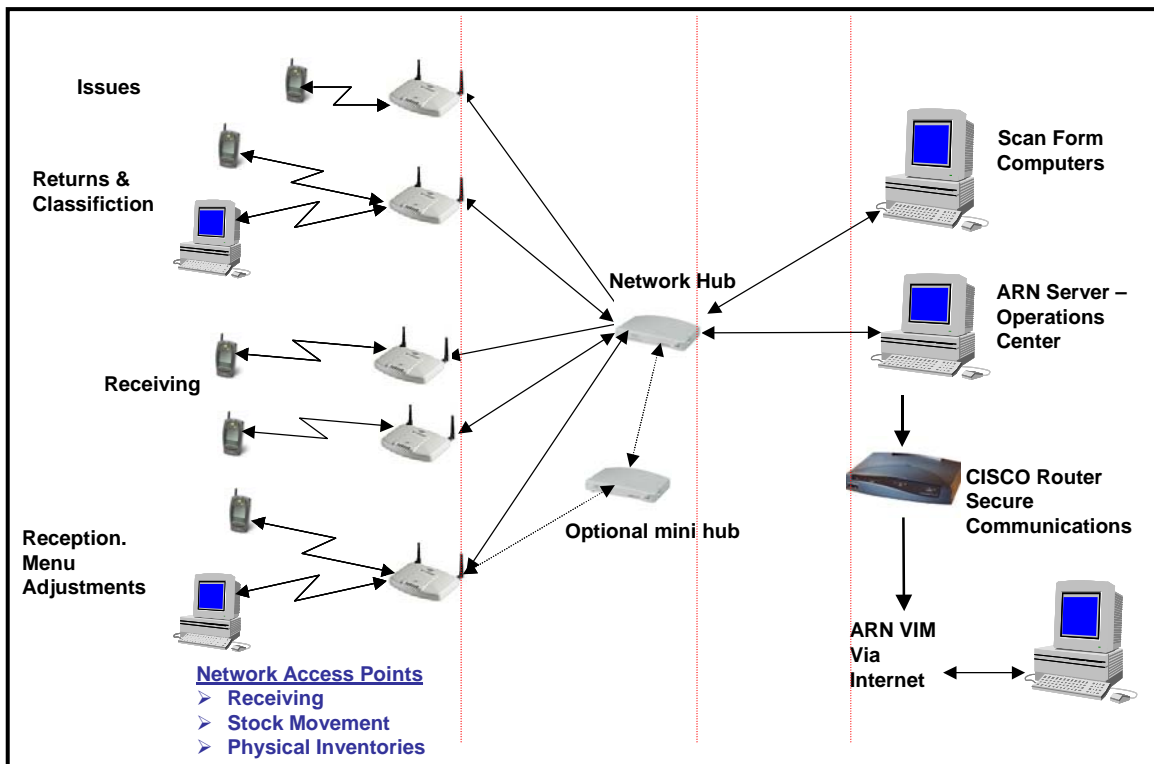 Issues
Returns &
Classifiction
Receiving
Reception.
Menu
Adjustments
Network Access Points
➢ Receiving
➢ Stock Movement
➢ Physical Inventories
Network Hub
Optional mini hub
Scan Form
Computers
ARN Server –
Operations
Center
CISCO Router
Secure
Communications
ARN VIM
Via
Internet